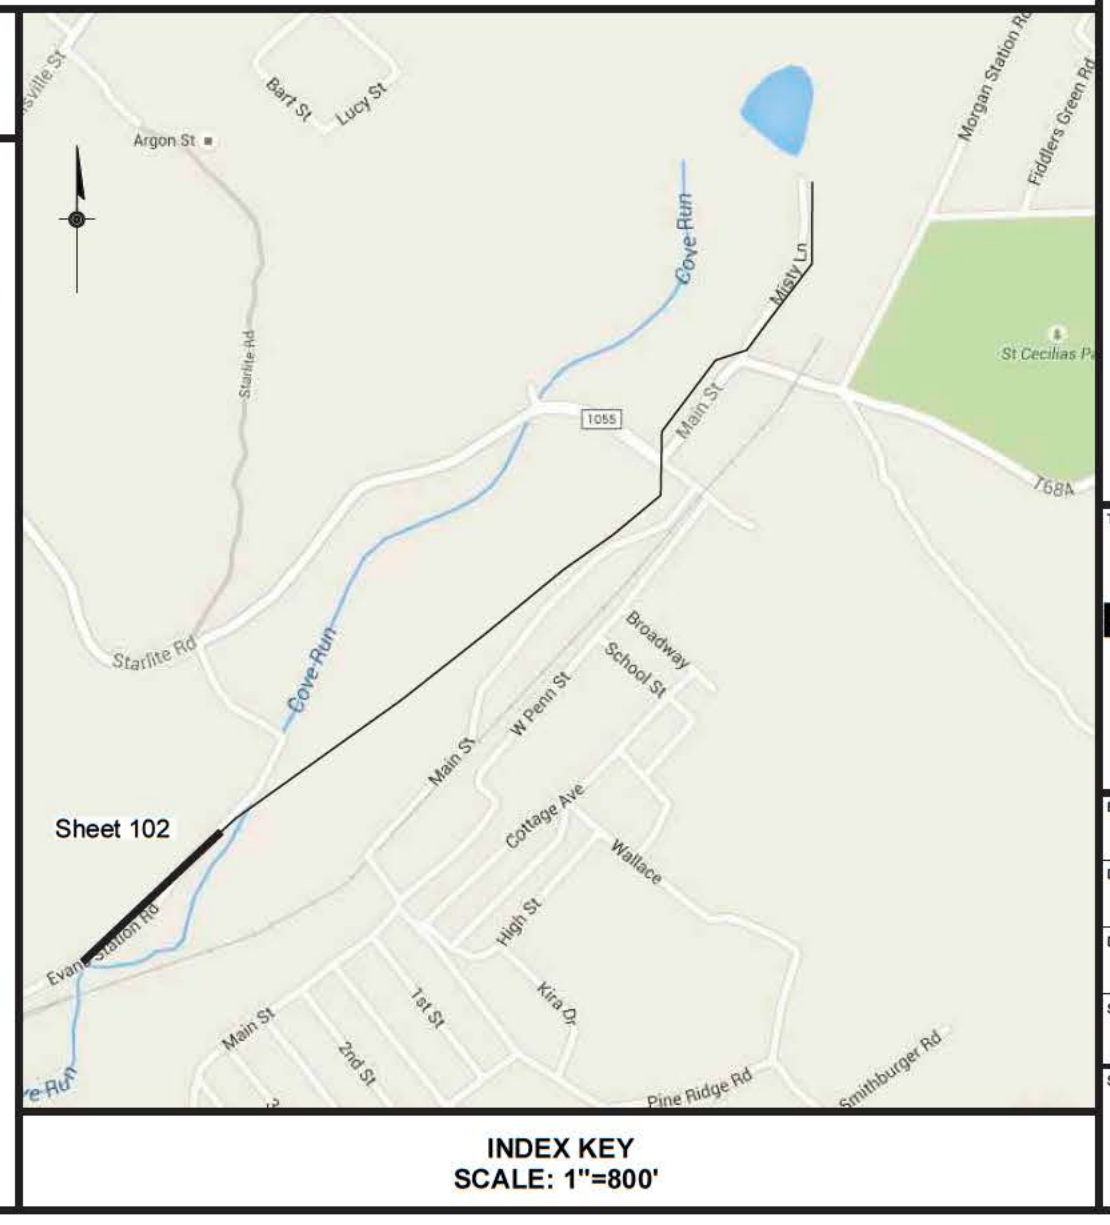 Bart St
Lucy St
Argon St
Morgan Station Rd
Fiddlers Green Rd
Cove Run
Misty Ln
St Cecilias
Starlite Rd
1055
Main St
T68A
Starlite Rd
Cove Run
Broadway
School St
W Penn St
Main St
Sheet 102
Cottage Ave
Wallace
High St
Evans Station Rd
Kira Dr
1st St
Main St
2nd St
Smithburger Rd
Pine Ridge Rd
INDEX KEY
SCALE: 1"=800'